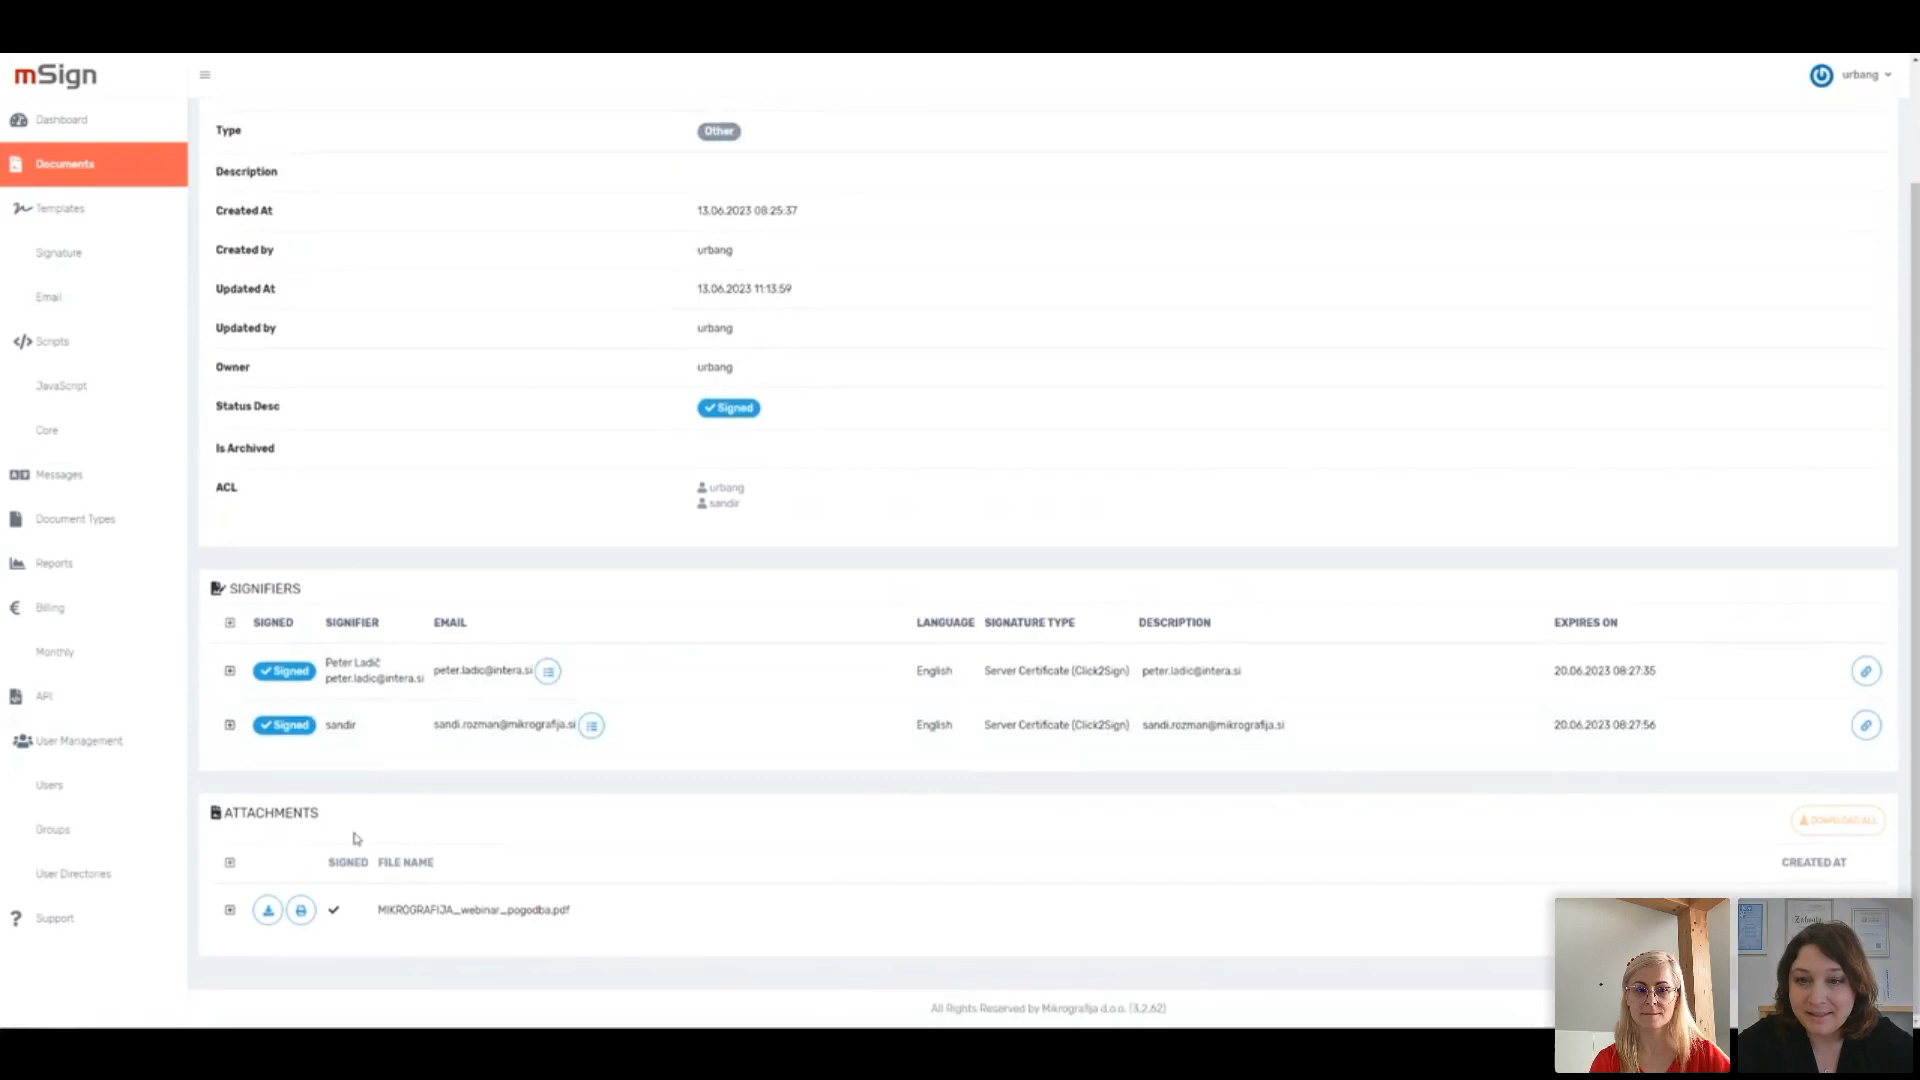 mSign
urbang
Dashboard
Documents
Templates
Signature
Email
Scripts
JavaScript
Core
Messages
Document Types
Reports
Billing
Monthly
API
User Management
Users
Groups
User Directories
Support
Type Other
Description
Created At 13.06.2023 08:25:37
Created by urbang
Updated At 13.06.2023 11:13:59
Updated by urbang
Owner urbang
Status Desc Signed
Is Archived
ACL urbang
sandir
SIGNIFIERS
SIGNED SIGNIFIER EMAIL LANGUAGE SIGNATURE TYPE DESCRIPTION EXPIRES ON
Signed Peter Ladič peter.ladic@intera.si peter.ladic@intera.si English Server Certificate (Click2Sign) peter.ladic@intera.si 20.06.2023 08:27:35
Signed sandir sandi.rozman@mikrografija.si English Server Certificate (Click2Sign) sandi.rozman@mikrografija.si 20.06.2023 08:27:56
ATTACHMENTS
DOWNLOAD ALL
SIGNED FILE NAME CREATED AT
MIKROGRAFIJA_webinar_pogodba.pdf
All Rights Reserved by Mikrografija d.o.o. (3.2.62)